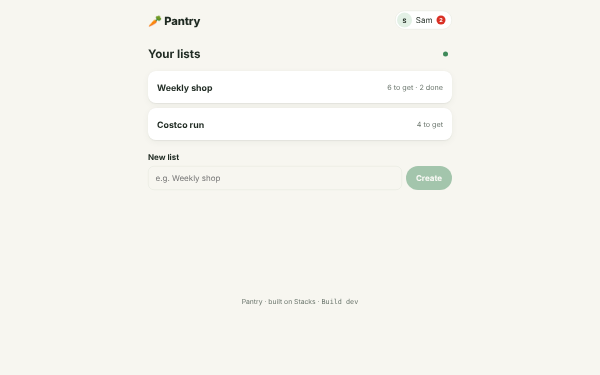 🥕 Pantry
s Sam 2
Your lists
Weekly shop 6 to get · 2 done
Costco run 4 to get
New list
e.g. Weekly shop Create
Pantry · built on Stacks · Build dev